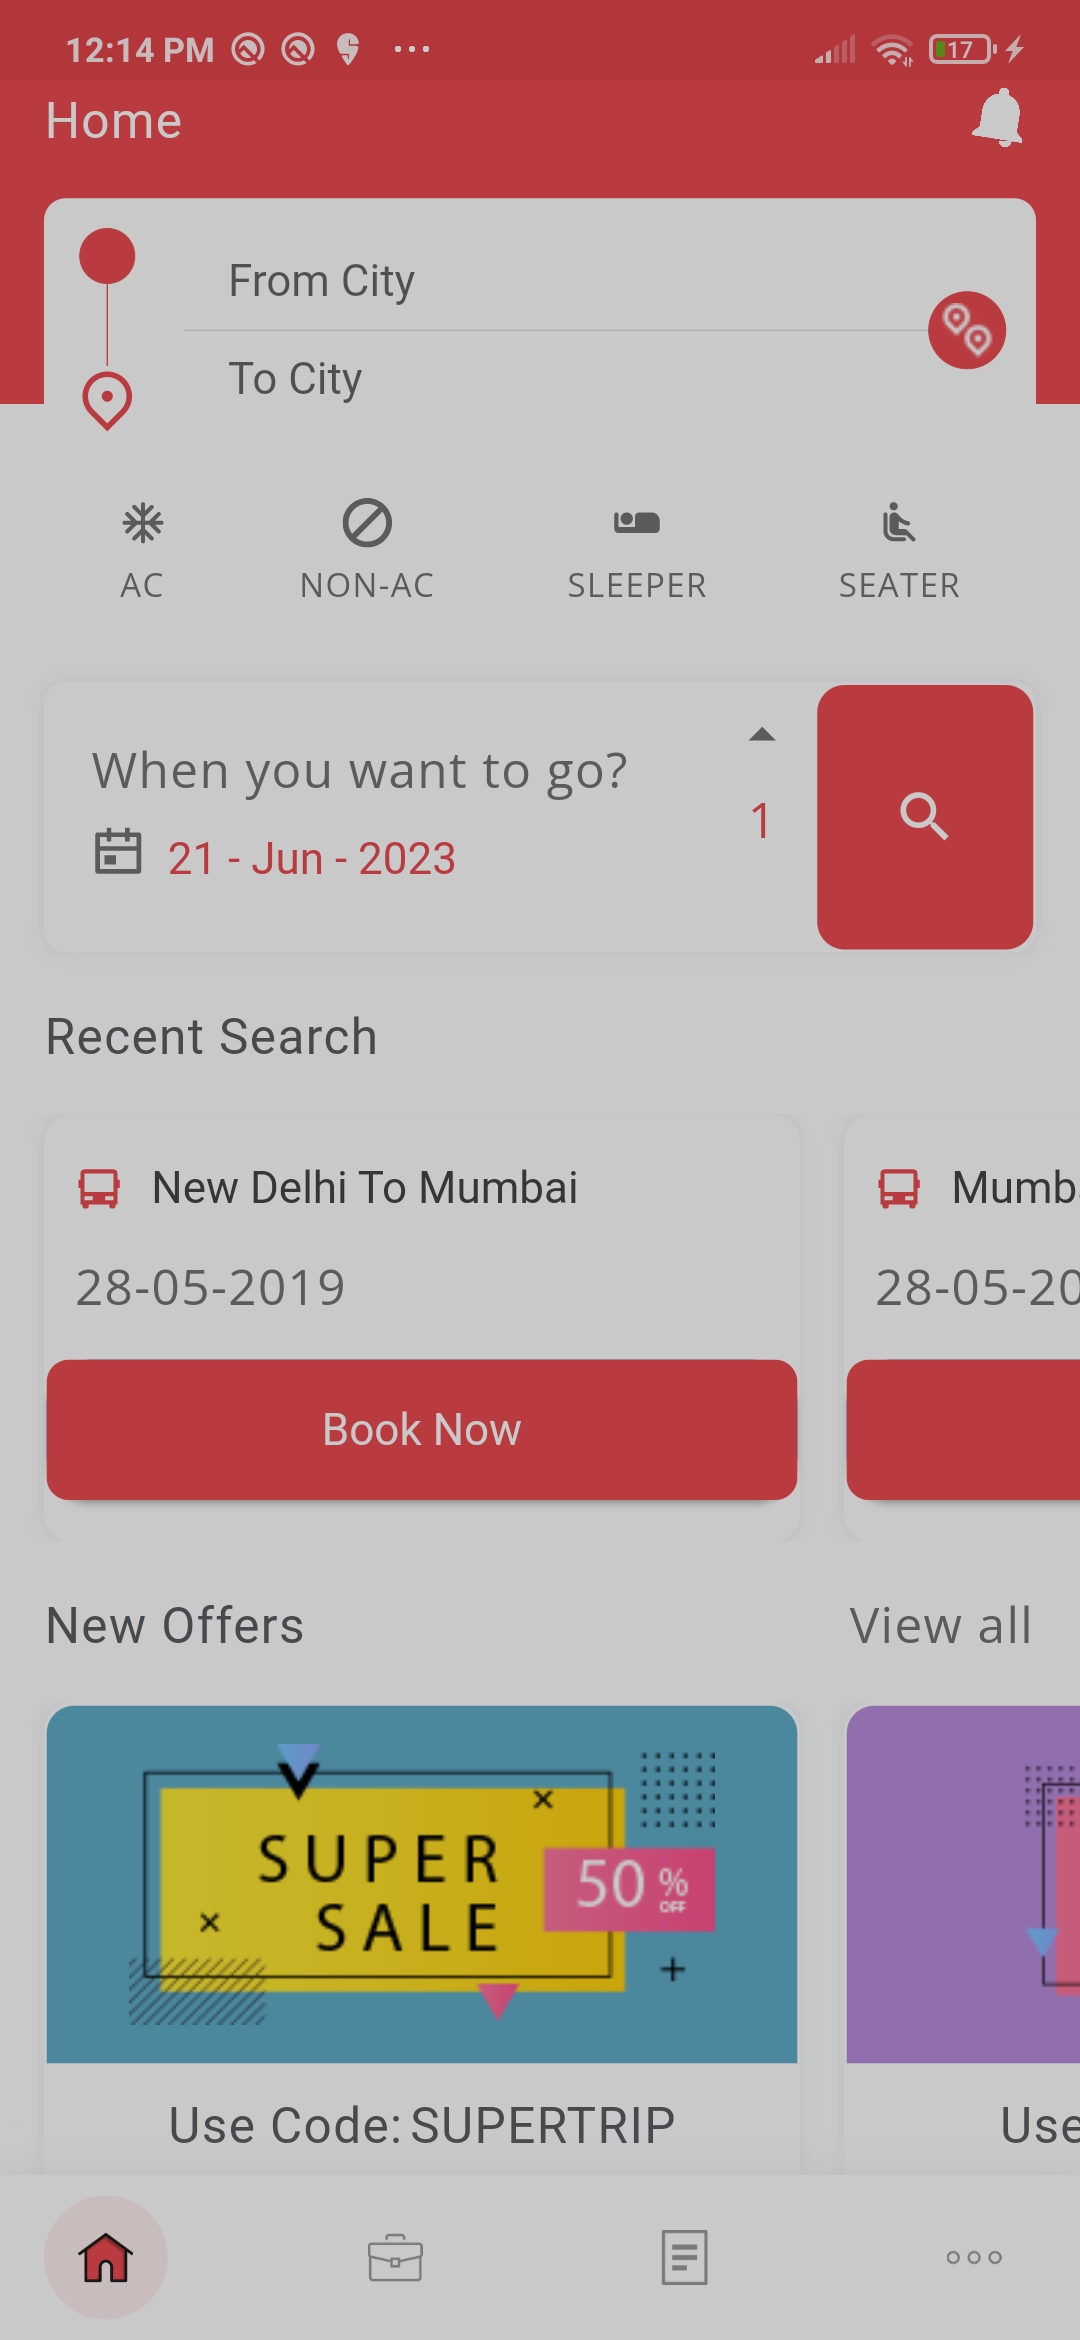 12:14 PM
17
Home
From City
To City
AC NON-AC SLEEPER SEATER
When you want to go?
1
21 - Jun - 2023
Recent Search
New Delhi To Mumbai
28-05-2019
28-05-20
Book Now
New Offers View all
SUPER
SALE
50 %
OFF
Use Code: SUPERTRIP
Use